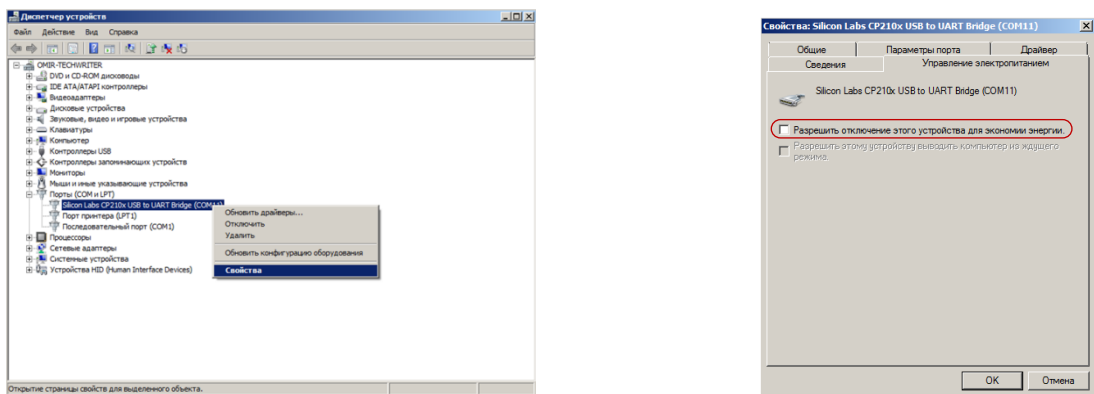 Диспетчер устройств
Файл Действие Вид Справка
OMIR-TECHWRITER
DVD и CD-ROM дисководы
IDE ATA/ATAPI контроллеры
Видеоадаптеры
Дисковые устройства
Звуковые, видео и игровые устройства
Клавиатуры
Компьютер
Контроллеры USB
Контроллеры запоминающих устройств
Мониторы
Мыши и иные указывающие устройства
Порты (COM и LPT)
Silicon Labs CP210x USB to UART Bridge (COM11)
Порт принтера (LPT1)
Последовательный порт (COM1)
Процессоры
Сетевые адаптеры
Системные устройства
Устройства HID (Human Interface Devices)
Обновить драйверы...
Отключить
Удалить
Обновить конфигурацию оборудования
Свойства
Открытие страницы свойств для выделенного объекта.
Свойства: Silicon Labs CP210x USB to UART Bridge (COM11)
Общие Параметры порта Драйвер
Сведения Управление электропитанием
Silicon Labs CP210x USB to UART Bridge (COM11)
Разрешить отключение этого устройства для экономии энергии.
Разрешить этому устройству выводить компьютер из ждущего
режима.
OK Отмена